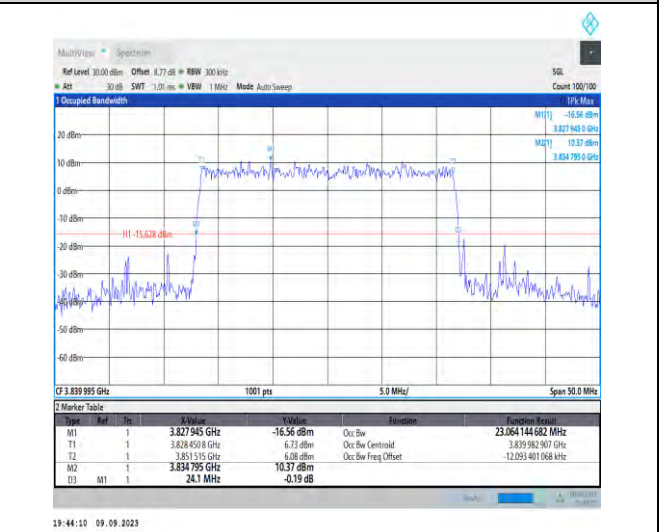 MultiView Spectrum
Ref Level 30.00 dBm Offset 8.77 dB RBW 300 kHz SGL
Att 30 dB SWT 1.01 ms VBW 1 MHz Mode Auto Sweep Count 100/100
1 Occupied Bandwidth 1Pk Max
M1[1] -16.56 dBm
3.827 945 0 GHz
M2[1] 10.37 dBm
3.834 795 0 GHz
20 dBm
10 dBm
0 dBm
-10 dBm
H1 -15.628 dBm
-20 dBm
-30 dBm
-40 dBm
-50 dBm
-60 dBm
CF 3.839 995 GHz 1001 pts 5.0 MHz/ Span 50.0 MHz
2 Marker Table
Type Ref Trc X-Value Y-Value Function Function Result
M1 1 3.827 945 GHz -16.56 dBm Occ Bw 23.064 144 682 MHz
T1 1 3.828 450 8 GHz 6.73 dBm Occ Bw Centroid 3.839 982 907 GHz
T2 1 3.851 515 GHz 6.08 dBm Occ Bw Freq Offset -12.093 401 068 kHz
M2 1 3.834 795 GHz 10.37 dBm
D3 M1 1 24.1 MHz -0.19 dB
19:44:10 09.09.2023